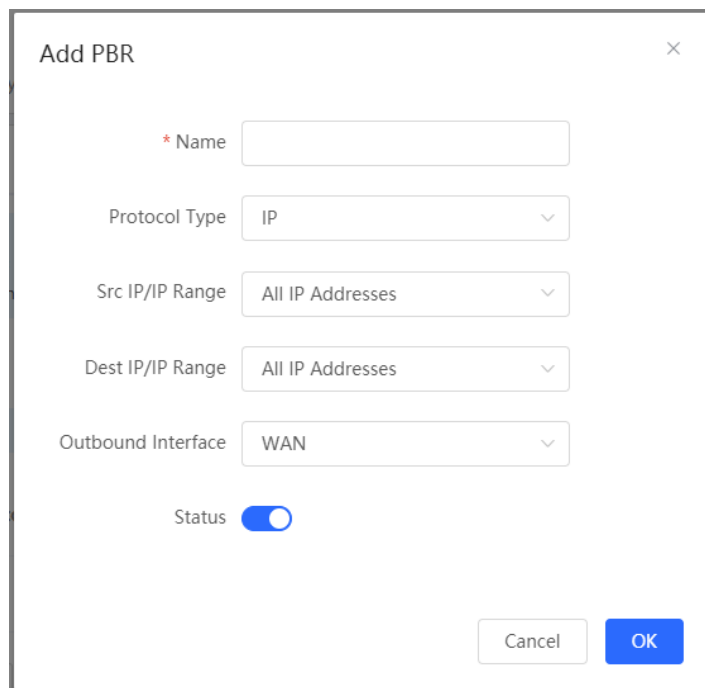 Add PBR
* Name
Protocol Type IP
Src IP/IP Range All IP Addresses
Dest IP/IP Range All IP Addresses
Outbound Interface WAN
Status
Cancel OK